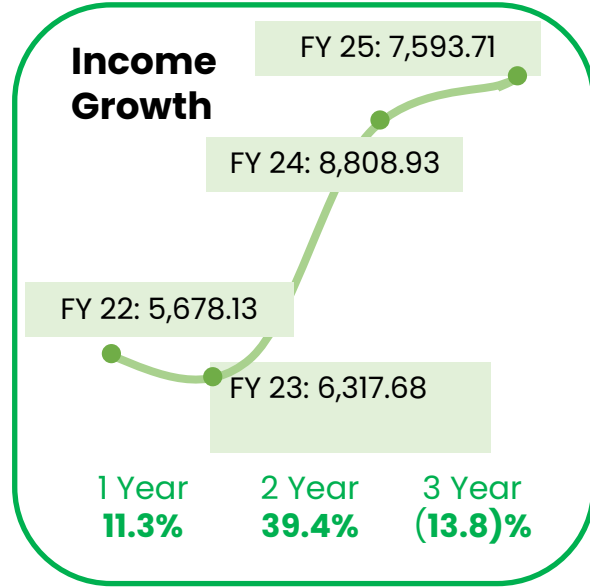 Income
Growth
FY 25: 7,593.71
FY 24: 8,808.93
FY 22: 5,678.13
FY 23: 6,317.68
1 Year 2 Year 3 Year
11.3% 39.4% (13.8)%